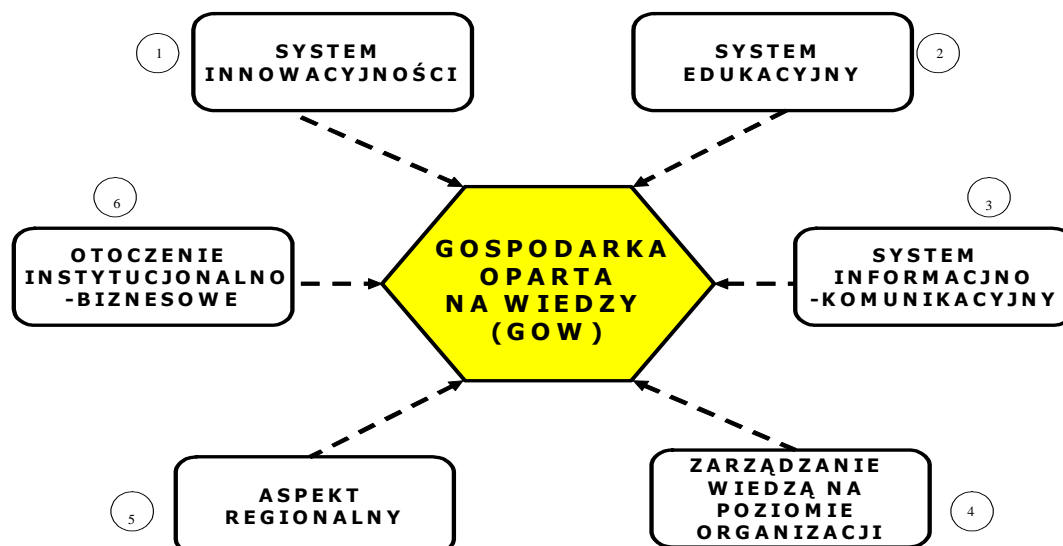 1
SYSTEM
INNOWACYJNOŚCI
SYSTEM
EDUKACYJNY
2
6
OTOCZENIE
INSTYTUCJONALNO
-BIZNESOWE
GOSPODARKA
OPARTA
NA WIEDZY
(GOW)
3
SYSTEM
INFORMACJNO
-KOMUNIKACYJNY
5
ASPEKT
REGIONALNY
ZARZĄDZANIE
WIEDZĄ NA
POZIOMIE
ORGANIZACJI
4